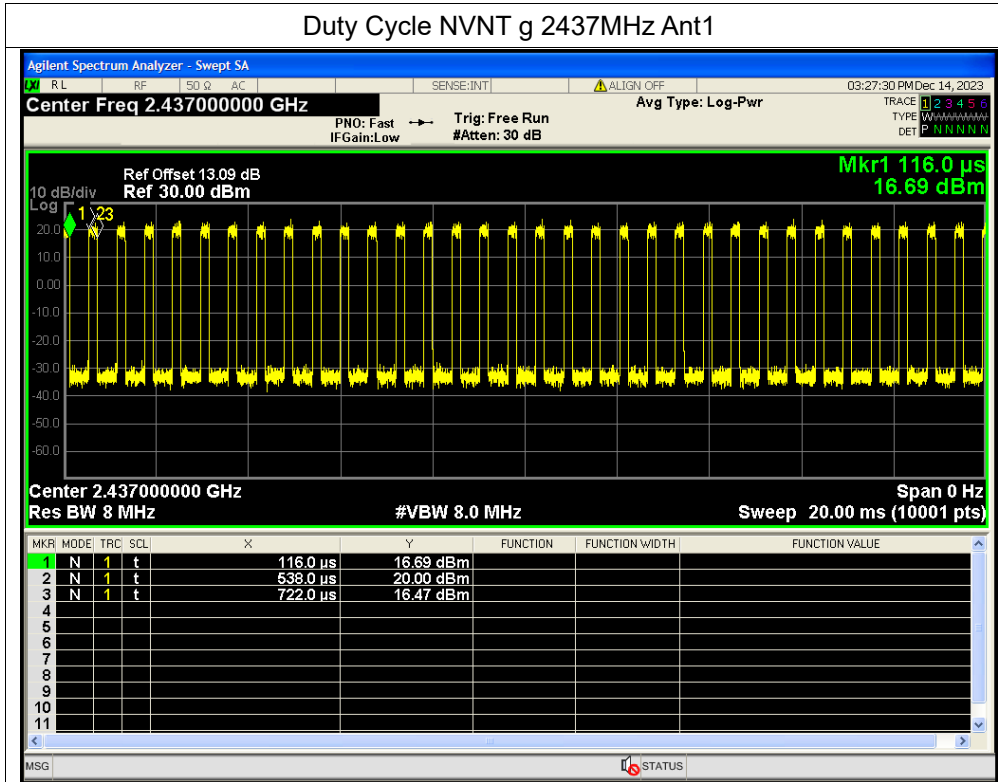 Duty Cycle NVNT g 2437MHz Ant1
Agilent Spectrum Analyzer - Swept SA
LXI RL RF 50 Ω AC SENSE:INT ALIGN OFF 03:27:30 PM Dec 14, 2023
Center Freq 2.437000000 GHz Avg Type: Log-Pwr TRACE 1 2 3 4 5 6
PNO: Fast Trig: Free Run TYPE W
IFGain:Low #Atten: 30 dB DET P N N N N N
Mkr1 116.0 µs
Ref Offset 13.09 dB
10 dB/div Ref 30.00 dBm 16.69 dBm
Log
1 2 3
20.0
10.0
0.00
-10.0
-20.0
-30.0
-40.0
-50.0
-60.0
Center 2.437000000 GHz Span 0 Hz
Res BW 8 MHz #VBW 8.0 MHz Sweep 20.00 ms (10001 pts)
MKR MODE TRC SCL X Y FUNCTION FUNCTION WIDTH FUNCTION VALUE
1 N 1 t 116.0 µs 16.69 dBm
2 N 1 t 538.0 µs 20.00 dBm
3 N 1 t 722.0 µs 16.47 dBm
4
5
6
7
8
9
10
11
MSG STATUS